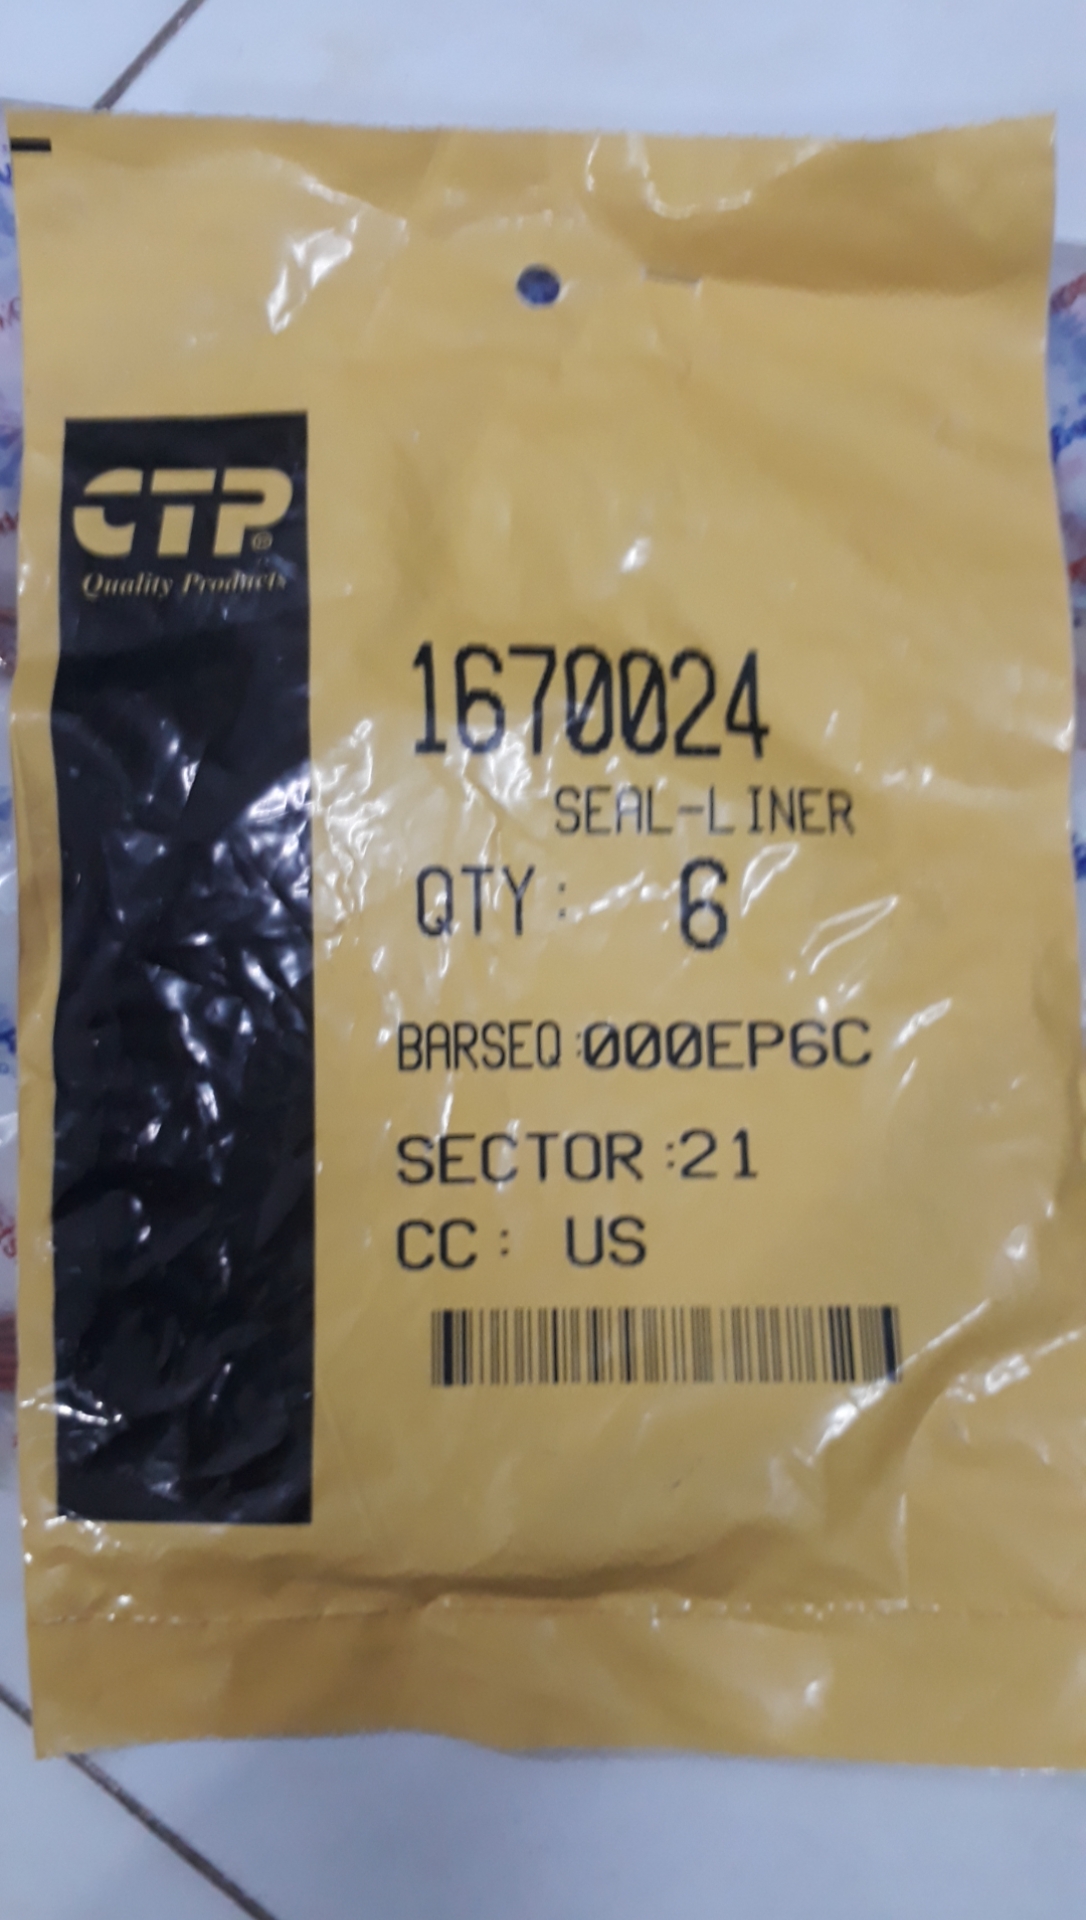 CTP®
Quality Products
1670024
SEAL-LINER
QTY: 6
BARSEQ:000EP6C
SECTOR:21
CC: US